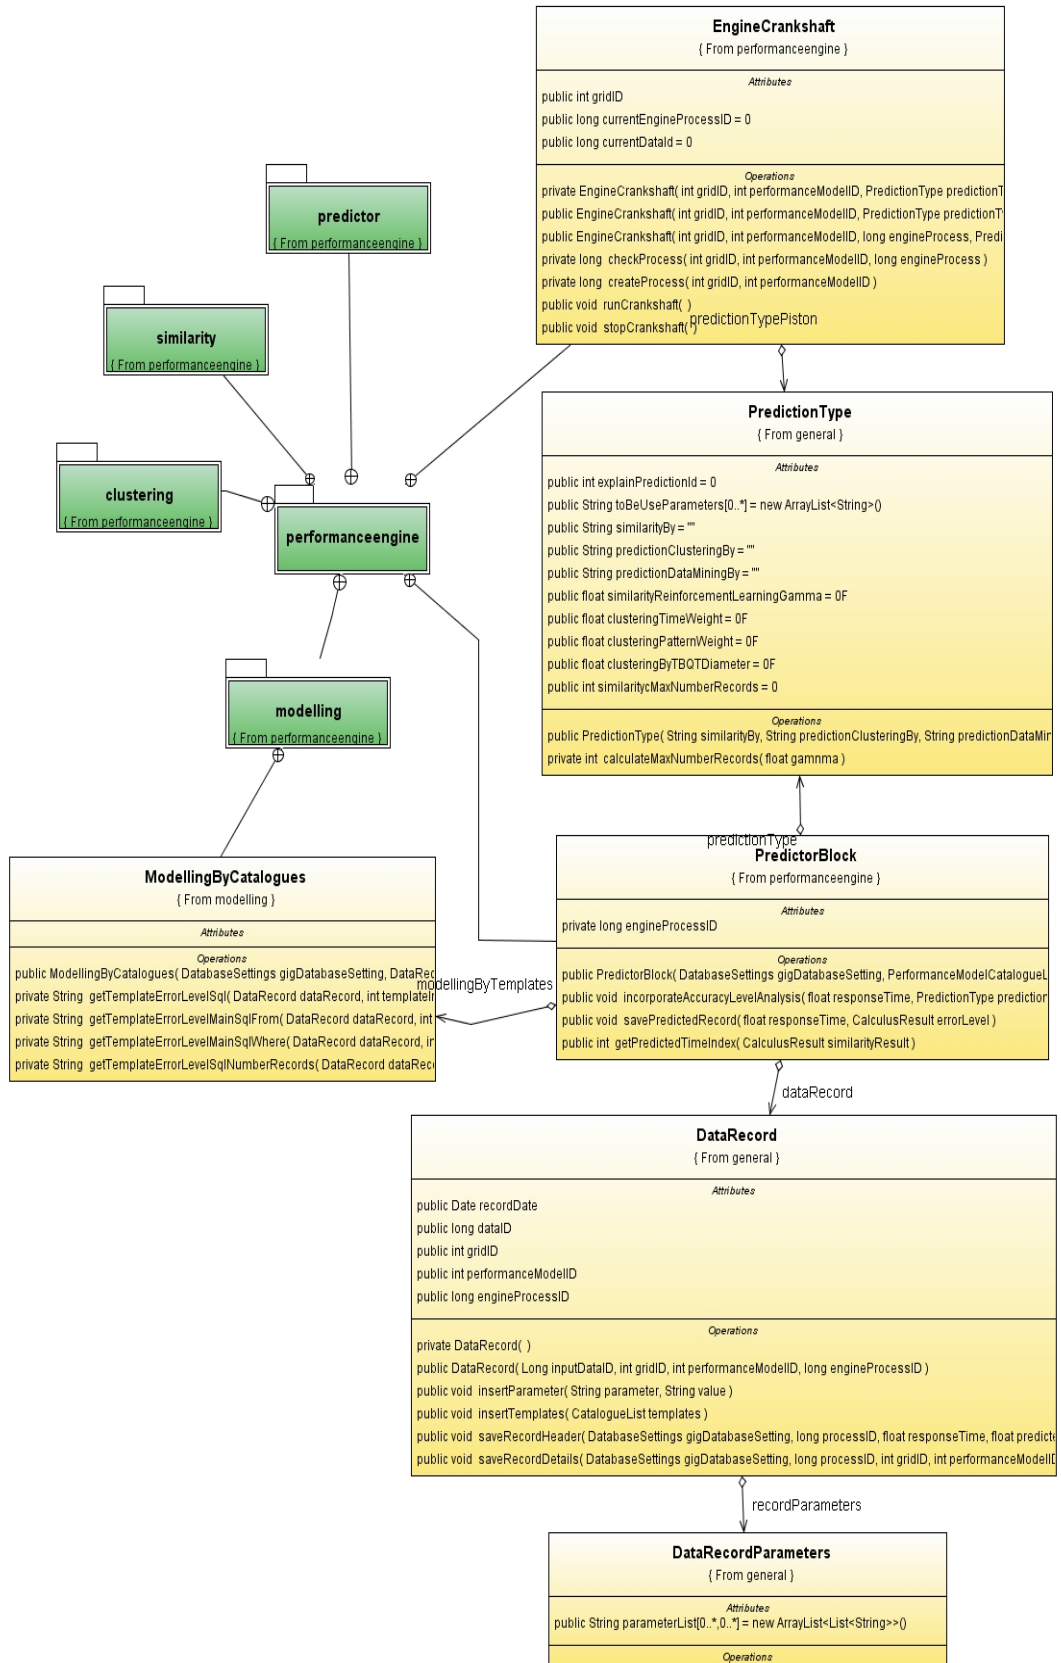 EngineCrankshaft
{ From performanceengine }
Attributes
public int gridID
public long currentEngineProcessID = 0
public long currentDataId = 0
Operations
private EngineCrankshaft( int gridID, int performanceModelID, PredictionType predictionT
public EngineCrankshaft( int gridID, int performanceModelID, PredictionType predictionT
public EngineCrankshaft( int gridID, int performanceModelID, long engineProcess, Predi
private long checkProcess( int gridID, int performanceModelID, long engineProcess )
private long createProcess( int gridID, int performanceModelID )
public void runCrankshaft( )
public void stopCrankshaft( )
predictionTypePiston
predictor
{ From performanceengine }
similarity
{ From performanceengine }
clustering
{ From performanceengine }
performanceengine
modelling
{ From performanceengine }
PredictionType
{ From general }
Attributes
public int explainPredictionId = 0
public String toBeUseParameters[0..*] = new ArrayList<String>()
public String similarityBy = ""
public String predictionClusteringBy = ""
public String predictionDataMiningBy = ""
public float similarityReinforcementLearningGamma = 0F
public float clusteringTimeWeight = 0F
public float clusteringPatternWeight = 0F
public float clusteringByTBQTDiameter = 0F
public int similaritycMaxNumberRecords = 0
Operations
public PredictionType( String similarityBy, String predictionClusteringBy, String predictionDataMin
private int calculateMaxNumberRecords( float gamnma )
predictionType
PredictorBlock
{ From performanceengine }
Attributes
private long engineProcessID
Operations
public PredictorBlock( DatabaseSettings gigDatabaseSetting, PerformanceModelCatalogueL
public void incorporateAccuracyLevelAnalysis( float responseTime, PredictionType prediction
public void savePredictedRecord( float responseTime, CalculusResult errorLevel )
public int getPredictedTimeIndex( CalculusResult similarityResult )
ModellingByCatalogues
{ From modelling }
Attributes
Operations
public ModellingByCatalogues( DatabaseSettings gigDatabaseSetting, DataRec
private String getTemplateErrorLevelSql( DataRecord dataRecord, int templateIn
private String getTemplateErrorLevelMainSqlFrom( DataRecord dataRecord, int
private String getTemplateErrorLevelMainSqlWhere( DataRecord dataRecord, in
private String getTemplateErrorLevelSqlNumberRecords( DataRecord dataReco
modellingByTemplates
dataRecord
DataRecord
{ From general }
Attributes
public Date recordDate
public long dataID
public int gridID
public int performanceModelID
public long engineProcessID
Operations
private DataRecord( )
public DataRecord( Long inputDataID, int gridID, int performanceModelID, long engineProcessID )
public void insertParameter( String parameter, String value )
public void insertTemplates( CatalogueList templates )
public void saveRecordHeader( DatabaseSettings gigDatabaseSetting, long processID, float responseTime, float predicte
public void saveRecordDetails( DatabaseSettings gigDatabaseSetting, long processID, int gridID, int performanceModelID
recordParameters
DataRecordParameters
{ From general }
Attributes
public String parameterList[0..*,0..*] = new ArrayList<List<String>>()
Operations